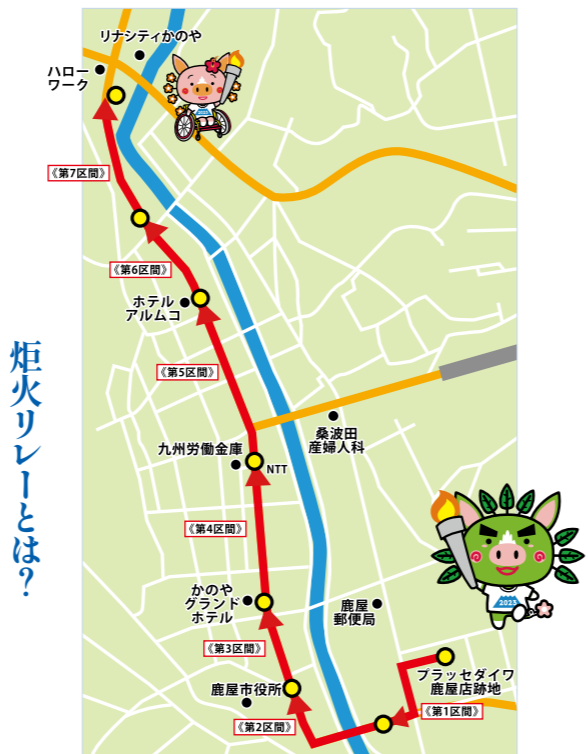 リナシティかのや
ハロー
ワーク
《第7区間》
《第6区間》
ホテル
アルムコ
《第5区間》
炬火リレーとは?
桑波田
産婦人科
九州労働金庫
NTT
《第4区間》
2023
かのや
グランド
ホテル
鹿屋
郵便局
《第3区間》
プラッセダイワ
鹿屋店跡地
鹿屋市役所
《第1区間》
《第2区間》